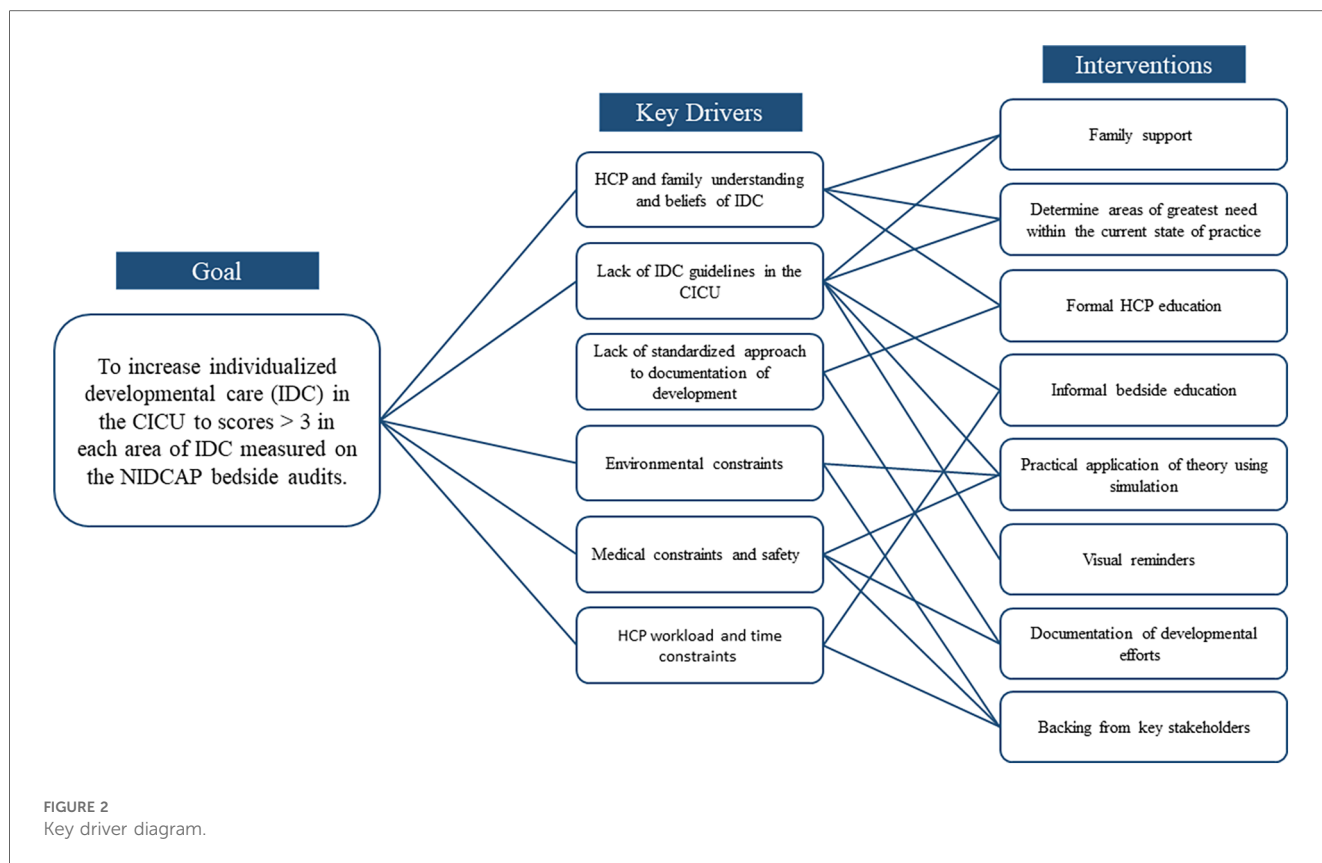 Goal
To increase individualized
developmental care (IDC) in
the CICU to scores > 3 in
each area of IDC measured on
the NIDCAP bedside audits.
Key Drivers
HCP and family understanding
and beliefs of IDC
Lack of IDC guidelines in the
CICU
Lack of standardized approach
to documentation of
development
Environmental constraints
Medical constraints and safety
HCP workload and time
constraints
Interventions
Family support
Determine areas of greatest need
within the current state of practice
Formal HCP education
Informal bedside education
Practical application of theory using
simulation
Visual reminders
Documentation of developmental
efforts
Backing from key stakeholders
FIGURE 2
Key driver diagram.